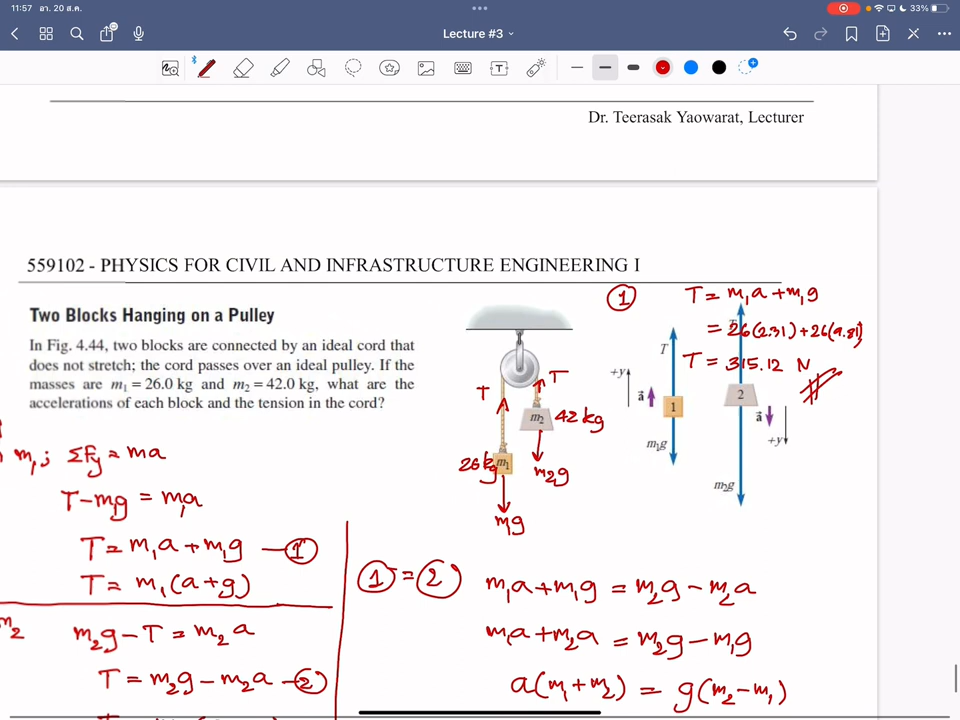 11:57 อา. 20 ส.ค.
33%
Lecture #3
Dr. Teerasak Yaowarat, Lecturer
559102 - PHYSICS FOR CIVIL AND INFRASTRUCTURE ENGINEERING I
Two Blocks Hanging on a Pulley
In Fig. 4.44, two blocks are connected by an ideal cord that
does not stretch; the cord passes over an ideal pulley. If the
masses are m₁ = 26.0 kg and m₂ = 42.0 kg, what are the
accelerations of each block and the tension in the cord?
T
T
m₂
42 kg
26 kg
m₁
m₂g
m₁g
+y
a
T
1
m₁g
2
a
+y
m₂g
①
T = m₁a + m₁g
= 26(2.31) + 26(9.81)
T = 315.12 N
m₁; ΣFy = ma
T - m₁g = m₁a
T = m₁a + m₁g — ①
T = m₁(a + g)
m₂
m₂g - T = m₂a
T = m₂g - m₂a — ②
① = ②
m₁a + m₁g = m₂g - m₂a
m₁a + m₂a = m₂g - m₁g
a(m₁ + m₂) = g(m₂ - m₁)